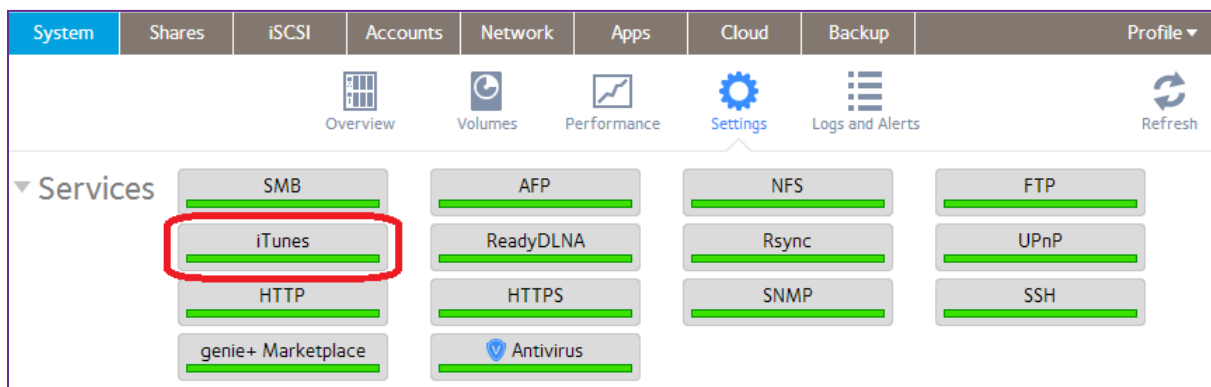 System Shares iSCSI Accounts Network Apps Cloud Backup Profile
Overview Volumes Performance Settings Logs and Alerts Refresh
Services SMB AFP NFS FTP
iTunes ReadyDLNA Rsync UPnP
HTTP HTTPS SNMP SSH
genie+ Marketplace V Antivirus